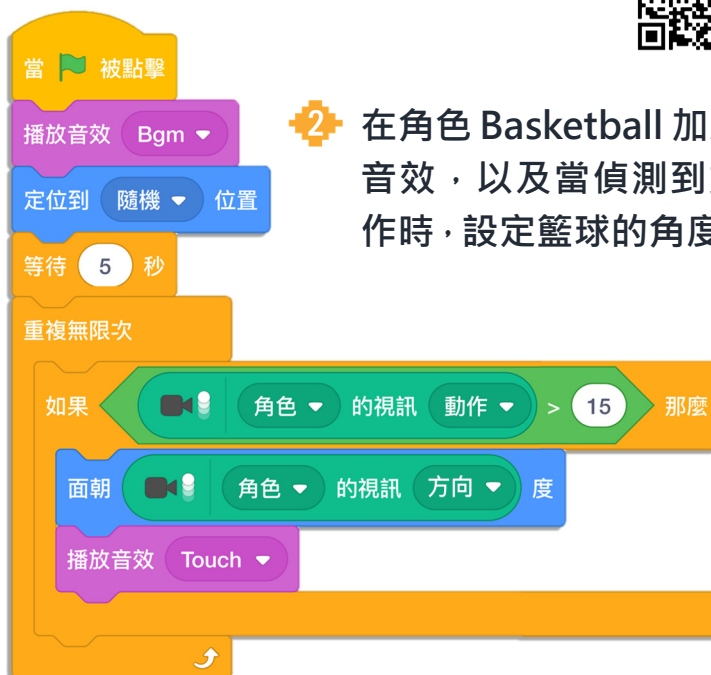 當 被點擊
播放音效 Bgm
定位到 隨機 位置
等待 5 秒
重複無限次
如果 角色 的視訊 動作 > 15 那麼
面朝 角色 的視訊 方向 度
播放音效 Touch
2 在角色 Basketball 加
音效，以及當偵測到
作時，設定籃球的角度